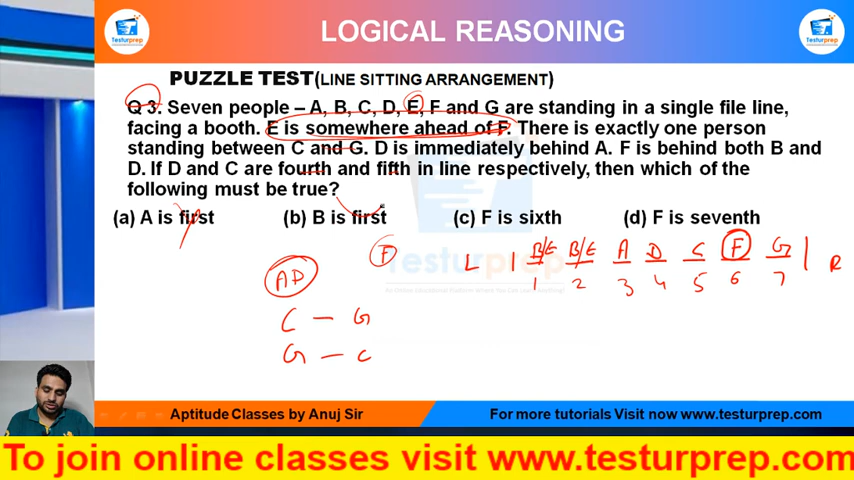 LOGICAL REASONING
Testurprep
Testurprep
PUZZLE TEST(LINE SITTING ARRANGEMENT)
Q 3. Seven people – A, B, C, D, E, F and G are standing in a single file line,
facing a booth. E is somewhere ahead of F. There is exactly one person
standing between C and G. D is immediately behind A. F is behind both B and
D. If D and C are fourth and fifth in line respectively, then which of the
following must be true?
(a) A is first (b) B is first (c) F is sixth (d) F is seventh
F L B/E B/E A D C F G R
1 2 3 4 5 6 7
AD
C — G
G — C
Testurprep
Aptitude Classes by Anuj Sir For more tutorials Visit now www.testurprep.com
To join online classes visit www.testurprep.com